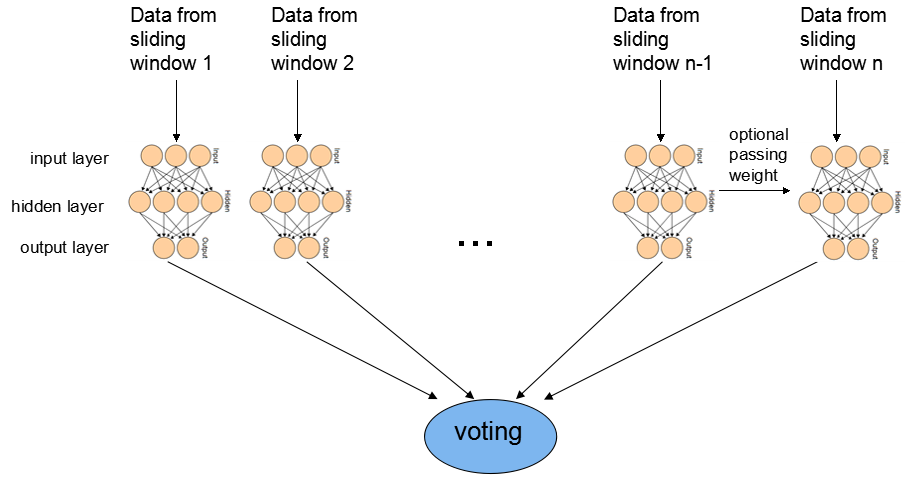 Data from
sliding
window 1
Data from
sliding
window 2
Data from
sliding
window n-1
Data from
sliding
window n
input layer
Input
Input
Input
Input
optional
passing
weight
hidden layer
Hidden
Hidden
Hidden
Hidden
output layer
Output
Output
...
Output
Output
voting